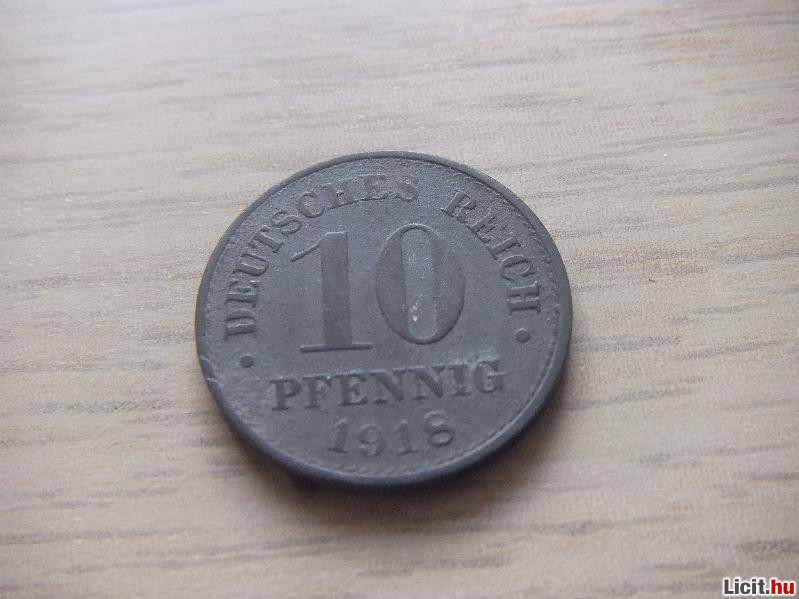 • DEUTSCHES REICH •
10
PFENNIG
1918
Licit.hu